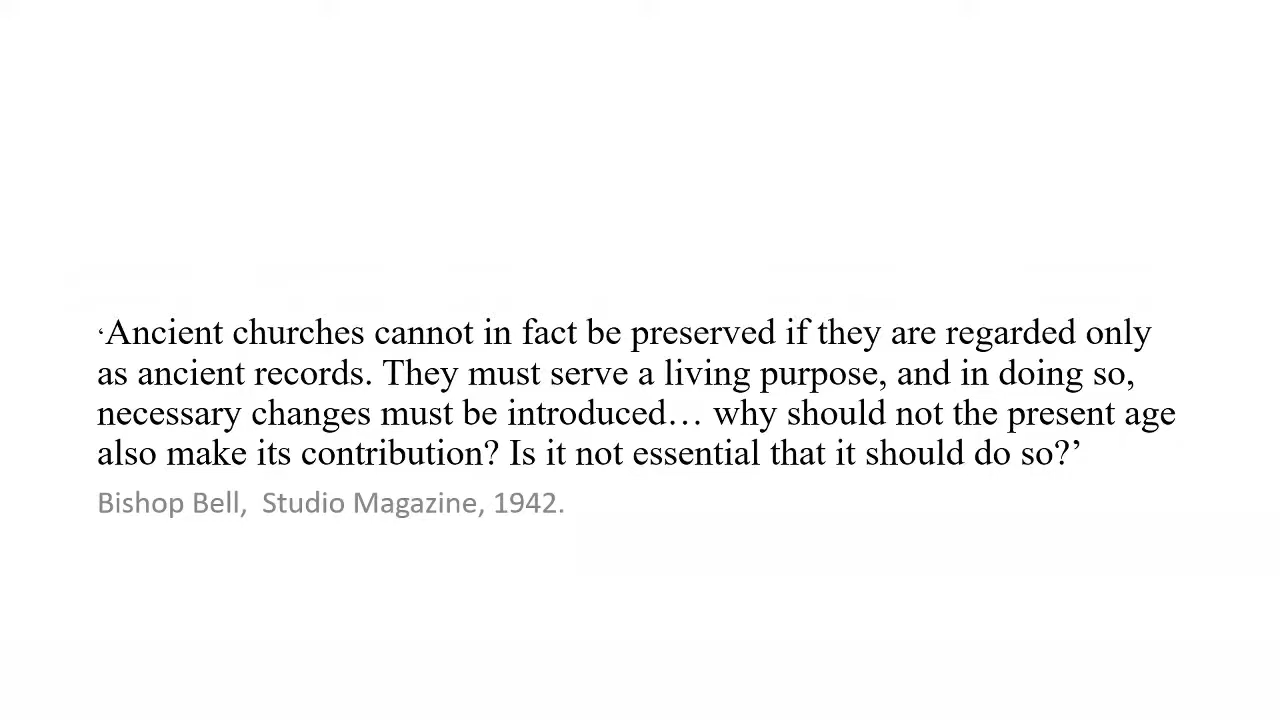 ‘Ancient churches cannot in fact be preserved if they are regarded only
as ancient records. They must serve a living purpose, and in doing so,
necessary changes must be introduced… why should not the present age
also make its contribution? Is it not essential that it should do so?’
Bishop Bell,  Studio Magazine, 1942.